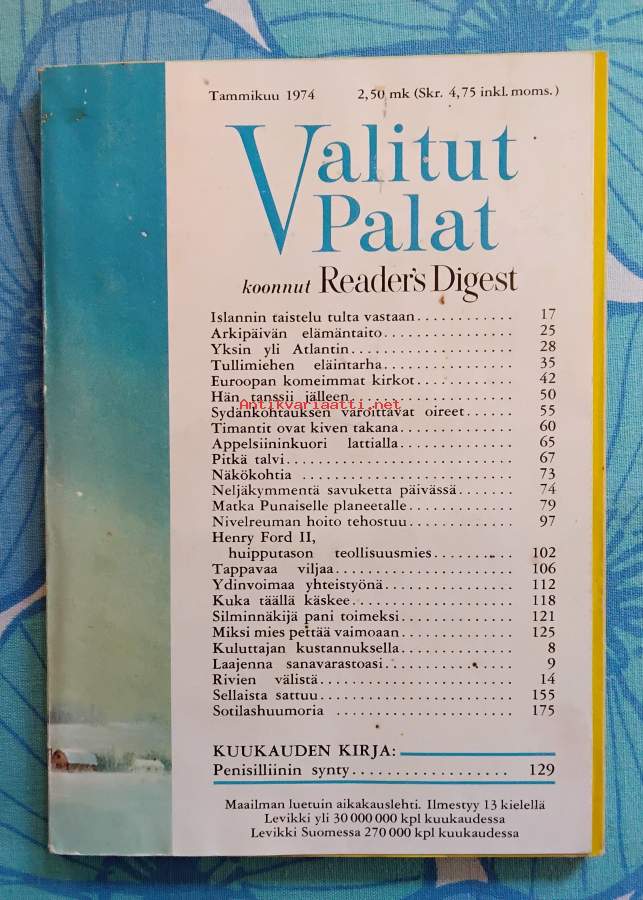 Tammikuu 1974 2,50 mk (Skr. 4,75 inkl. moms.)
Valitut
Palat
koonnut Reader's Digest
Islannin taistelu tulta vastaan............. 17
Arkipäivän elämäntaito................. 25
Yksin yli Atlantin.................. 28
Tullimiehen eläintarha................. 35
Euroopan komeimmat kirkot............. 42
Hän tanssii jälleen.................. 50
Antikvariaatti.net
Sydänkohtauksen varoittavat oireet...... 55
Timantit ovat kiven takana............ 60
Appelsiininkuori lattialla............... 65
Pitkä talvi............................. 67
Näkökohtia ........................... 73
Neljäkymmentä savuketta päivässä....... 74
Matka Punaiselle planeetalle.............. 79
Nivelreuman hoito tehostuu............. 97
Henry Ford II,
huipputason teollisuusmies........... 102
Tappavaa viljaa....................... 106
Ydinvoimaa yhteistyönä................. 112
Kuka täällä käskee..................... 118
Silminnäkijä pani toimeksi............... 121
Miksi mies pettää vaimoaan............. 125
Kuluttajan kustannuksella............... 8
Laajenna sanavarastoasi................. 9
Rivien välistä......................... 14
Sellaista sattuu......................... 155
Sotilashuumoria ....................... 175
KUUKAUDEN KIRJA:
Penisilliinin synty................... 129
Maailman luetuin aikakauslehti. Ilmestyy 13 kielellä
Levikki yli 30 000 000 kpl kuukaudessa
Levikki Suomessa 270 000 kpl kuukaudessa